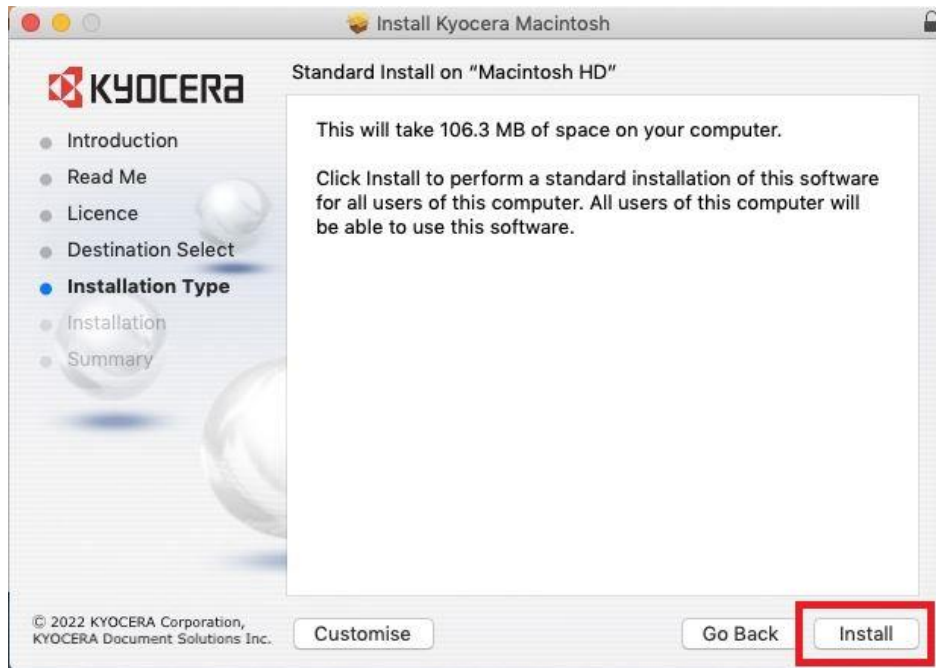 Install Kyocera Macintosh
KYOCERA
Standard Install on “Macintosh HD”
Introduction
Read Me
Licence
Destination Select
Installation Type
Installation
Summary
This will take 106.3 MB of space on your computer.
Click Install to perform a standard installation of this software
for all users of this computer. All users of this computer will
be able to use this software.
© 2022 KYOCERA Corporation,
KYOCERA Document Solutions Inc.
Customise
Go Back
Install